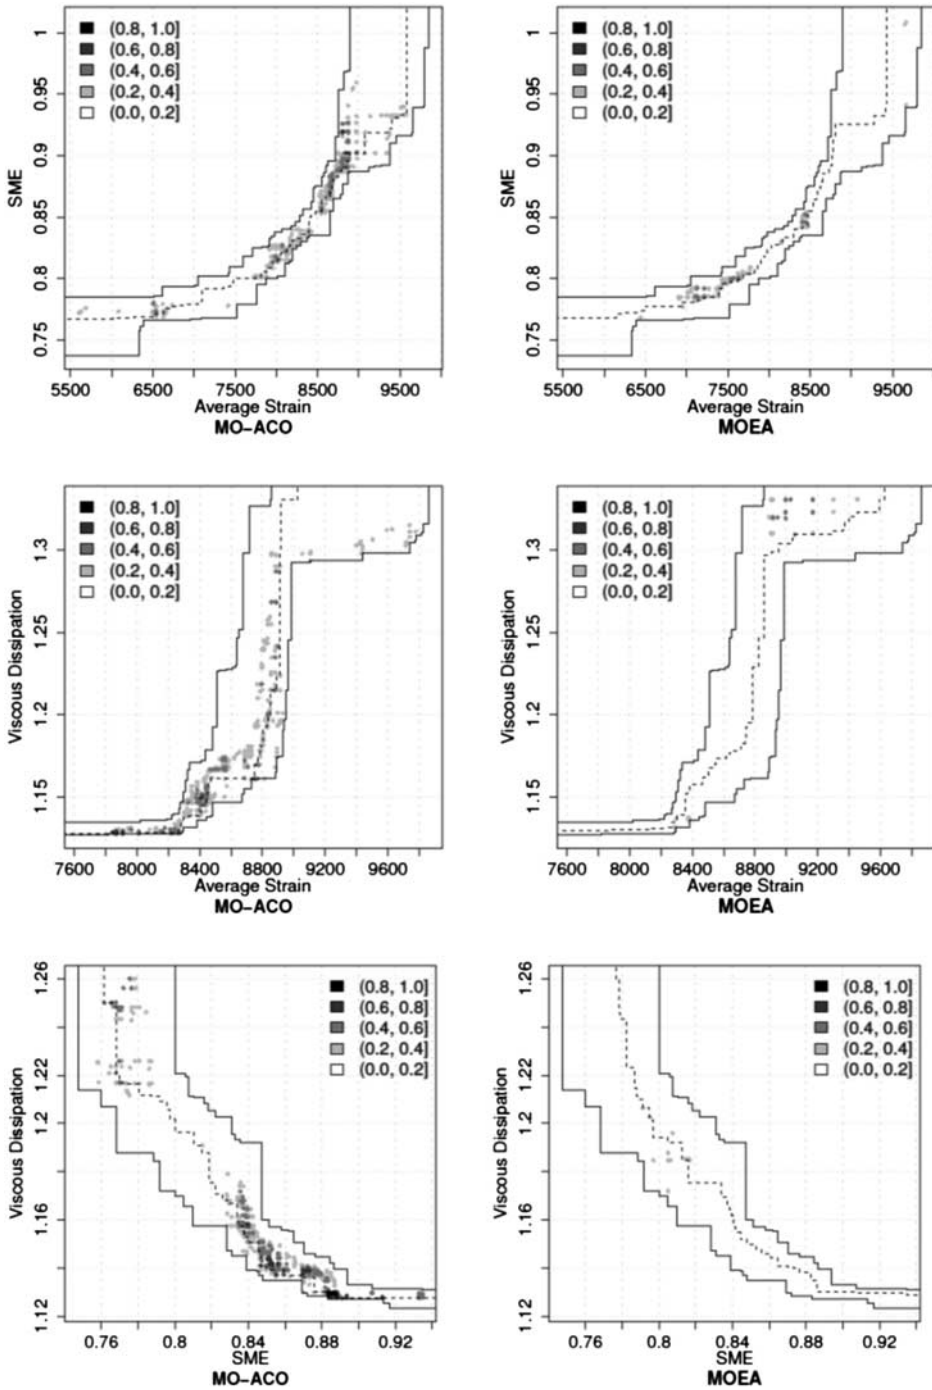 (0.8, 1.0]
(0.6, 0.8]
(0.4, 0.6]
(0.2, 0.4]
(0.0, 0.2]
SME
1
0.95
0.9
0.85
0.8
0.75
5500 6500 7500 8500 9500
Average Strain
MO-ACO
(0.8, 1.0]
(0.6, 0.8]
(0.4, 0.6]
(0.2, 0.4]
(0.0, 0.2]
SME
1
0.95
0.9
0.85
0.8
0.75
5500 6500 7500 8500 9500
Average Strain
MOEA
(0.8, 1.0]
(0.6, 0.8]
(0.4, 0.6]
(0.2, 0.4]
(0.0, 0.2]
Viscous Dissipation
1.3
1.25
1.2
1.15
7600 8000 8400 8800 9200 9600
Average Strain
MO-ACO
(0.8, 1.0]
(0.6, 0.8]
(0.4, 0.6]
(0.2, 0.4]
(0.0, 0.2]
Viscous Dissipation
1.3
1.25
1.2
1.15
7600 8000 8400 8800 9200 9600
Average Strain
MOEA
(0.8, 1.0]
(0.6, 0.8]
(0.4, 0.6]
(0.2, 0.4]
(0.0, 0.2]
Viscous Dissipation
1.26
1.22
1.2
1.16
1.12
0.76 0.8 0.84 0.88 0.92
SME
MO-ACO
(0.8, 1.0]
(0.6, 0.8]
(0.4, 0.6]
(0.2, 0.4]
(0.0, 0.2]
Viscous Dissipation
1.26
1.22
1.2
1.16
1.12
0.76 0.8 0.84 0.88 0.92
SME
MOEA